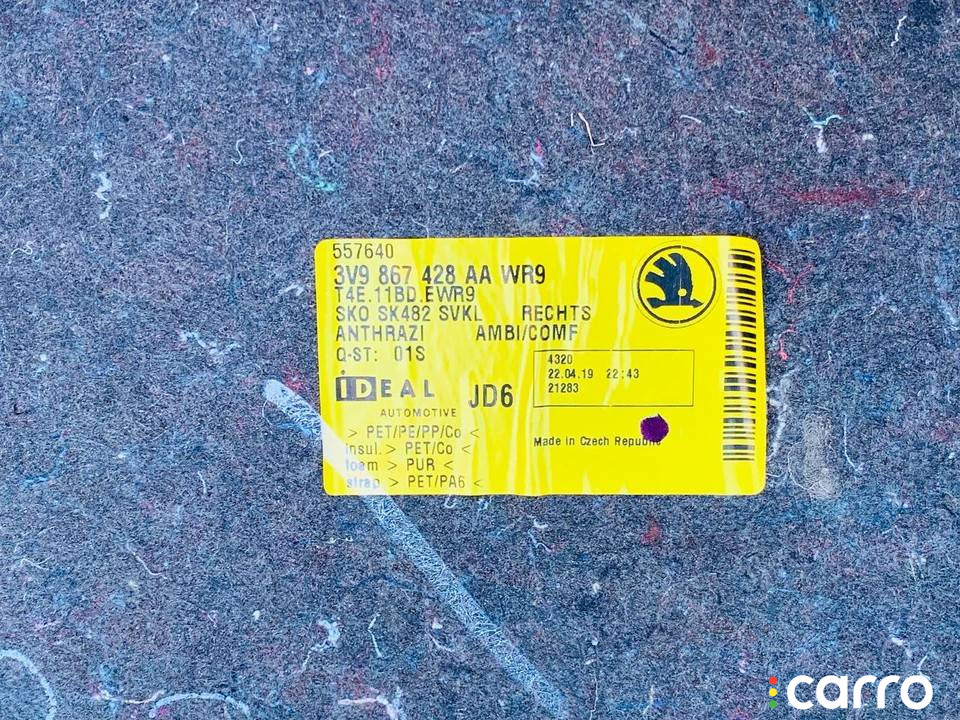 557640
3V9 867 428 AA WR9
T4E.11BD.EWR9
SKO SK482 SVKL RECHTS
ANTHRAZI AMBI/COMF
Q-ST: 01S
4320
22.04.19 22:43
21283
iDEAL JD6
AUTOMOTIVE
Made in Czech Republic
> PET/PE/PP/Co <
insul. > PET/Co <
foam > PUR <
strap > PET/PA6 <
carro